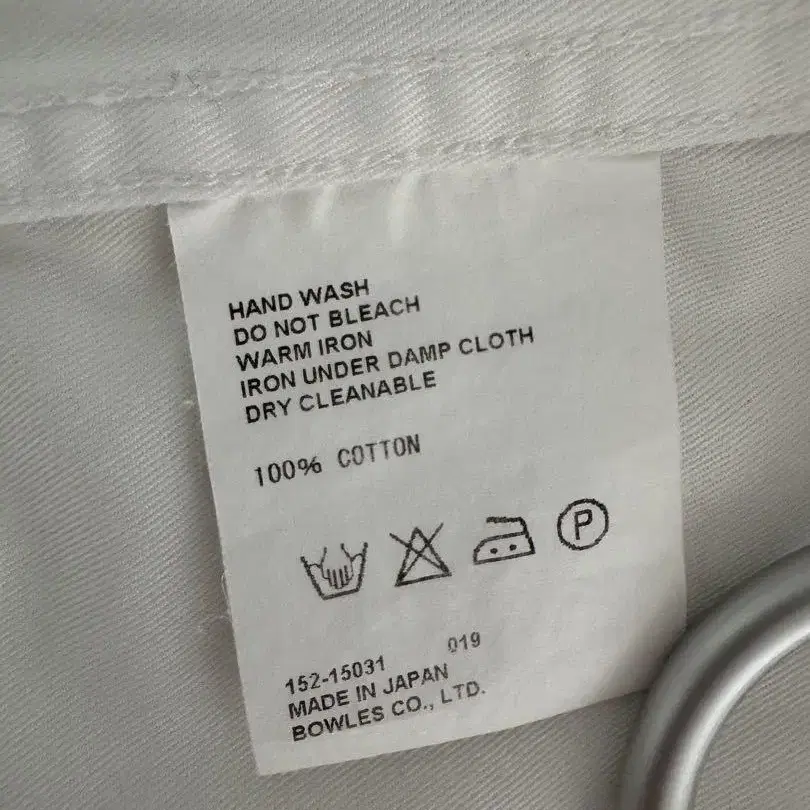 HAND WASH
DO NOT BLEACH
WARM IRON
IRON UNDER DAMP CLOTH
DRY CLEANABLE
100% COTTON
P
152-15031 019
MADE IN JAPAN
BOWLES CO., LTD.